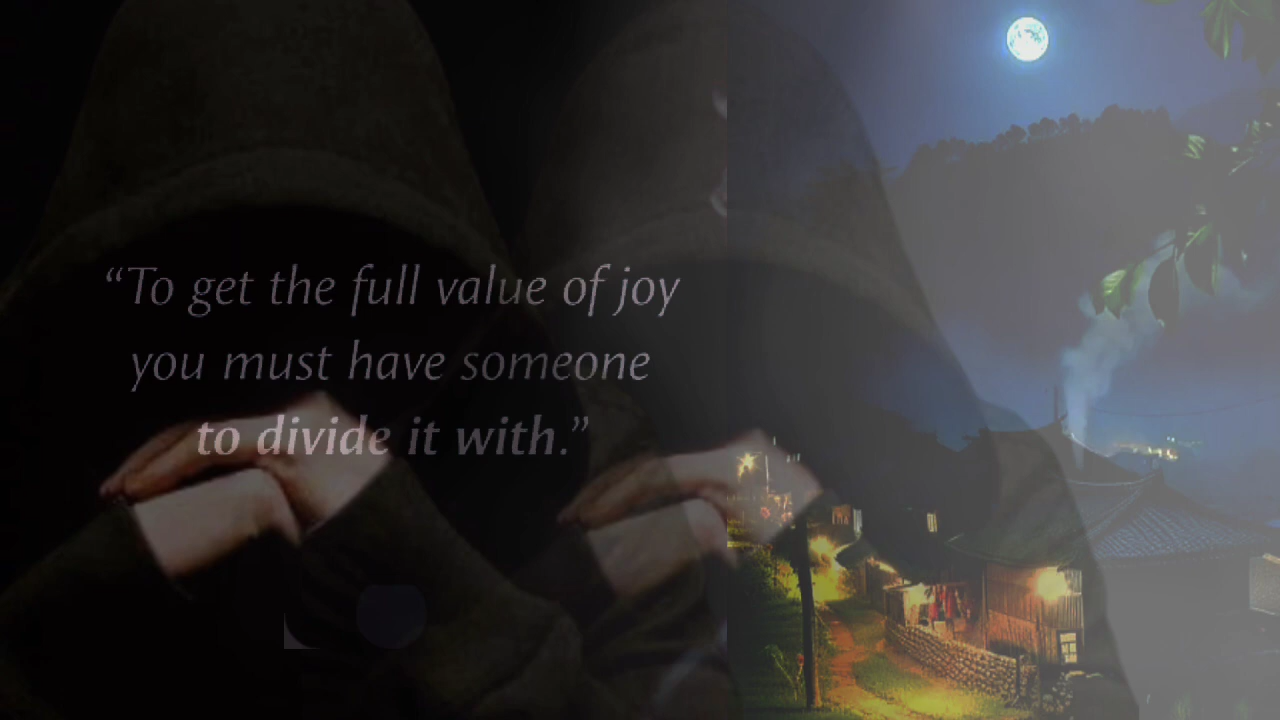 “To get the full value of joy
you must have someone
to divide it with.”